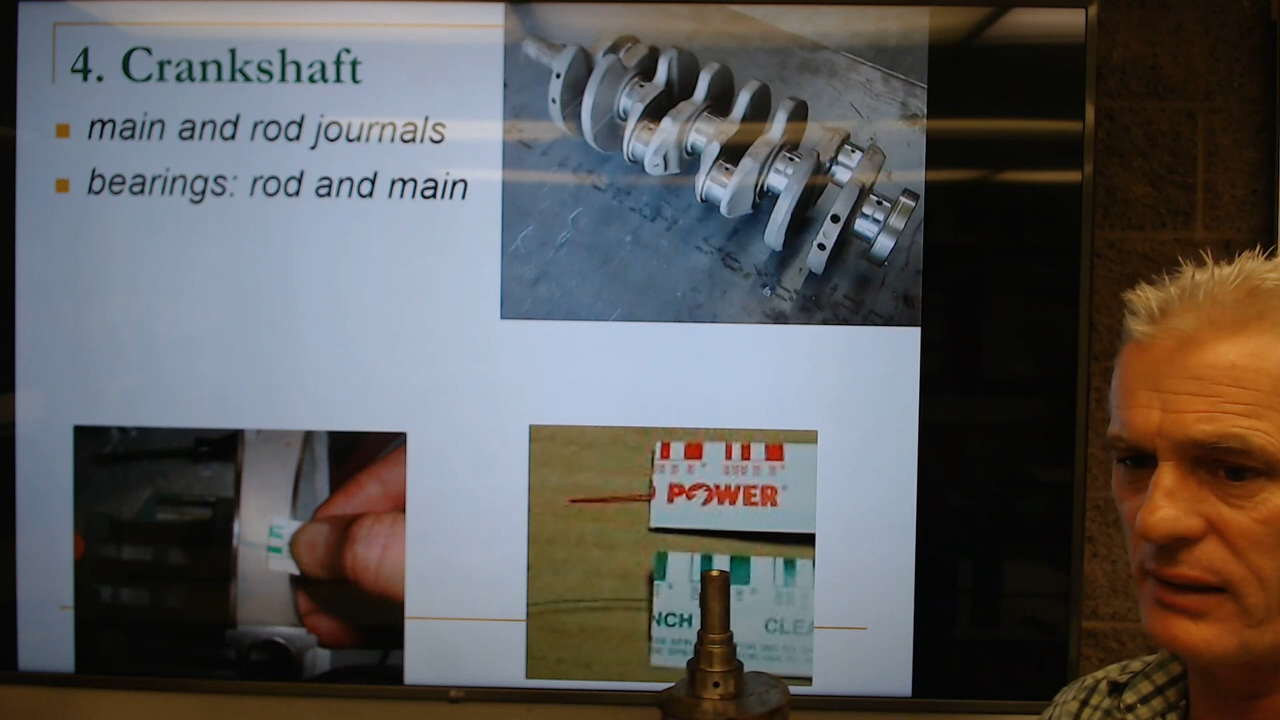 4. Crankshaft
main and rod journals
bearings: rod and main
POWER
NCH
CLEA